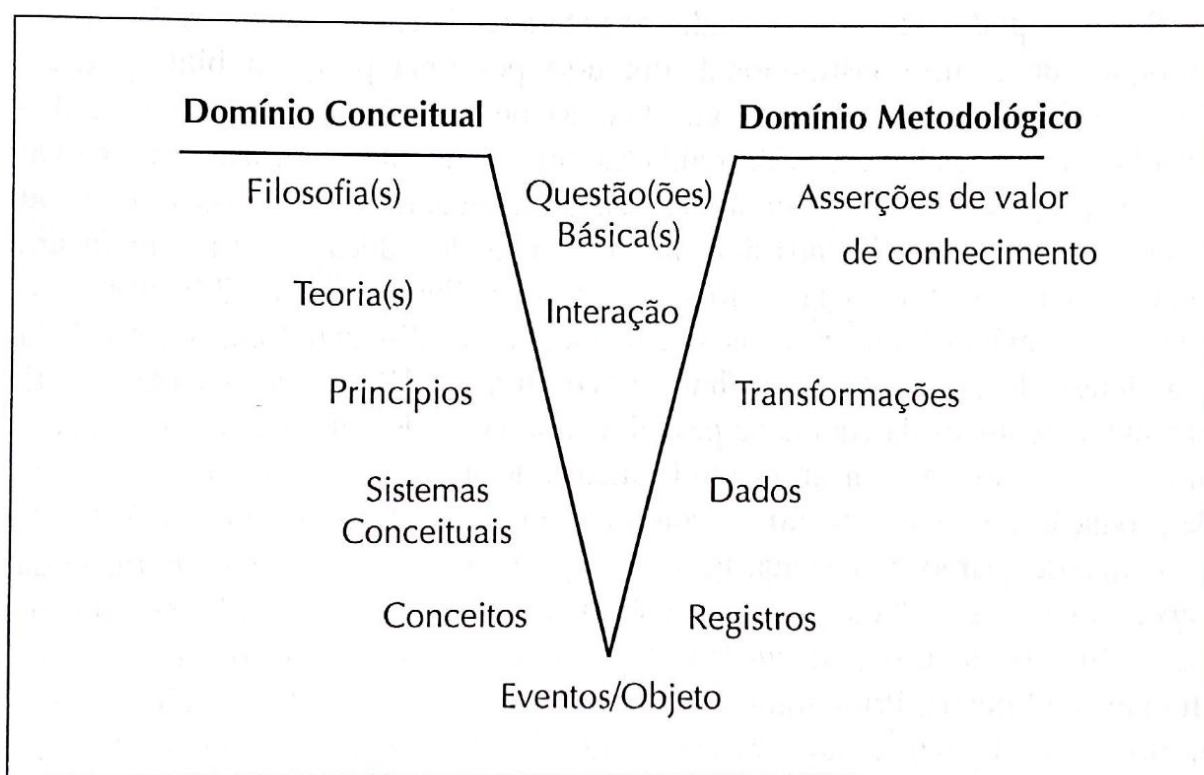 Domínio Conceitual
Domínio Metodológico
Filosofia(s)
Questão(ões)
Básica(s)
Asserções de valor
de conhecimento
Teoria(s)
Interação
Princípios
Transformações
Sistemas
Conceituais
Dados
Conceitos
Registros
Eventos/Objeto